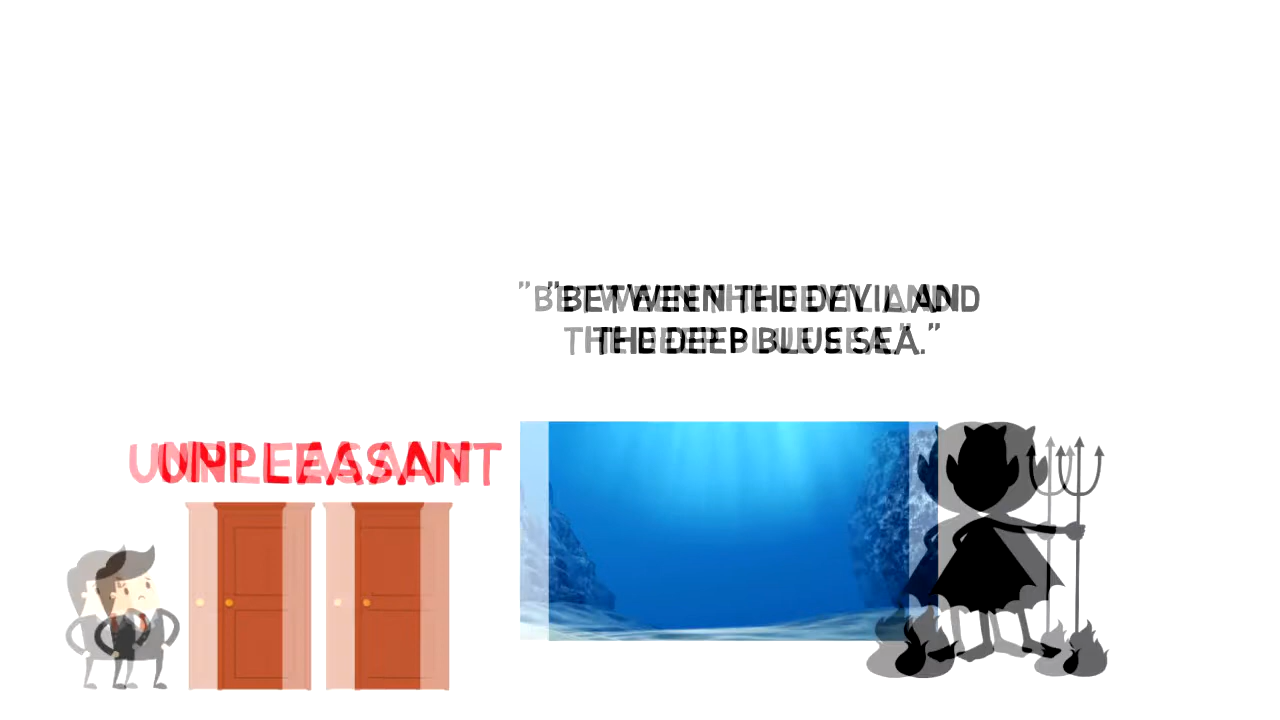 "BETWEEN THE DEVIL AND
THE DEEP BLUE SEA."
UNPLEASANT